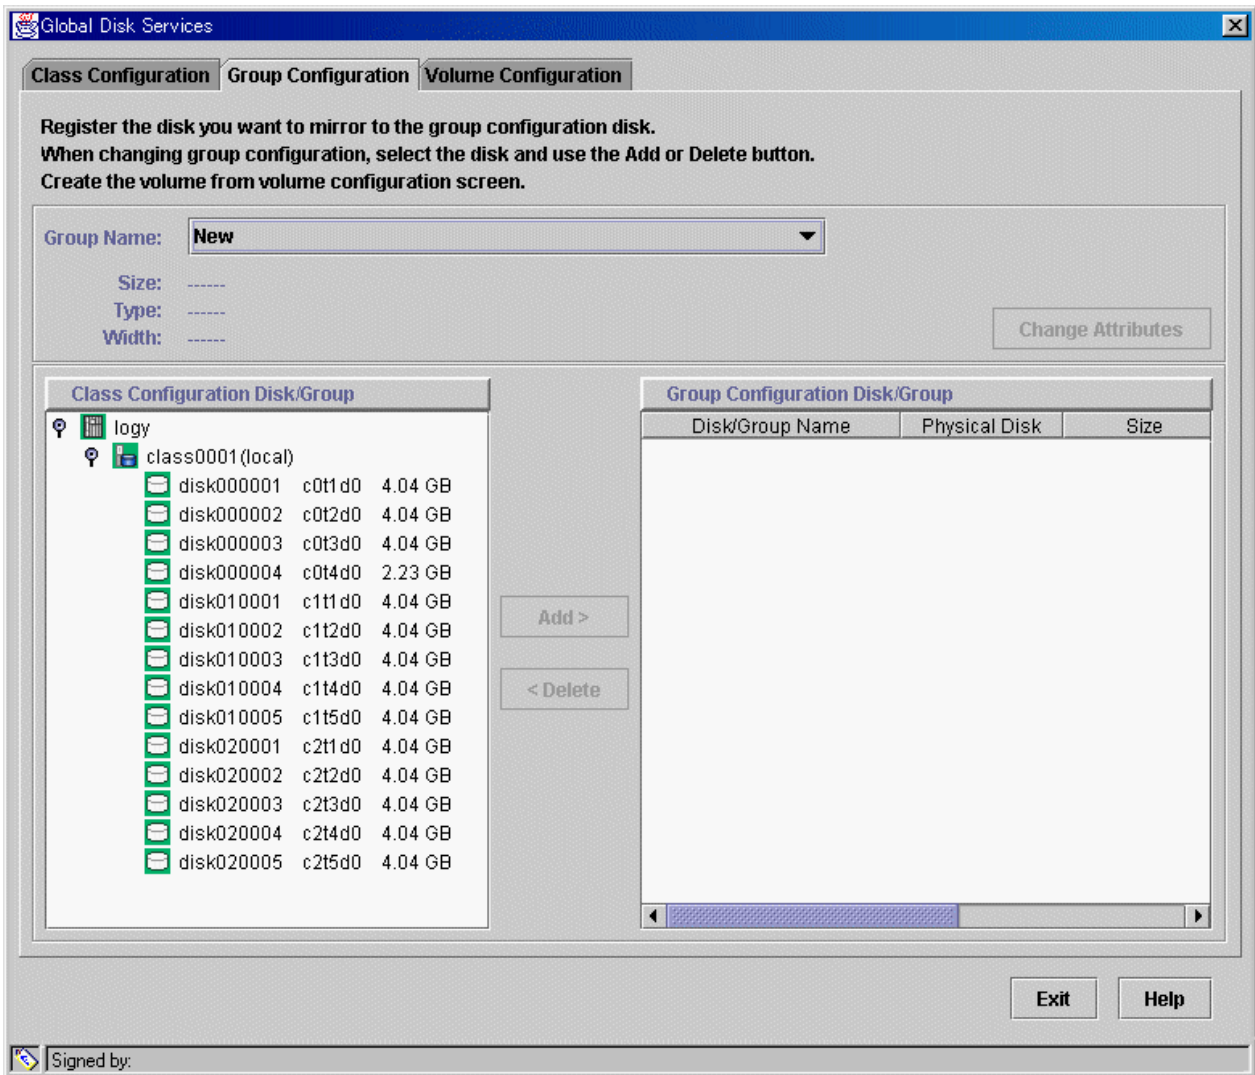 Global Disk Services
Class Configuration Group Configuration Volume Configuration
Register the disk you want to mirror to the group configuration disk.
When changing group configuration, select the disk and use the Add or Delete button.
Create the volume from volume configuration screen.
Group Name: New
Size: ------
Type: ------
Width: ------
Change Attributes
Class Configuration Disk/Group
logy
class0001(local)
disk000001 c0t1d0 4.04 GB
disk000002 c0t2d0 4.04 GB
disk000003 c0t3d0 4.04 GB
disk000004 c0t4d0 2.23 GB
disk010001 c1t1d0 4.04 GB
disk010002 c1t2d0 4.04 GB
disk010003 c1t3d0 4.04 GB
disk010004 c1t4d0 4.04 GB
disk010005 c1t5d0 4.04 GB
disk020001 c2t1d0 4.04 GB
disk020002 c2t2d0 4.04 GB
disk020003 c2t3d0 4.04 GB
disk020004 c2t4d0 4.04 GB
disk020005 c2t5d0 4.04 GB
Add >
< Delete
Group Configuration Disk/Group
Disk/Group Name Physical Disk Size
Exit Help
Signed by: